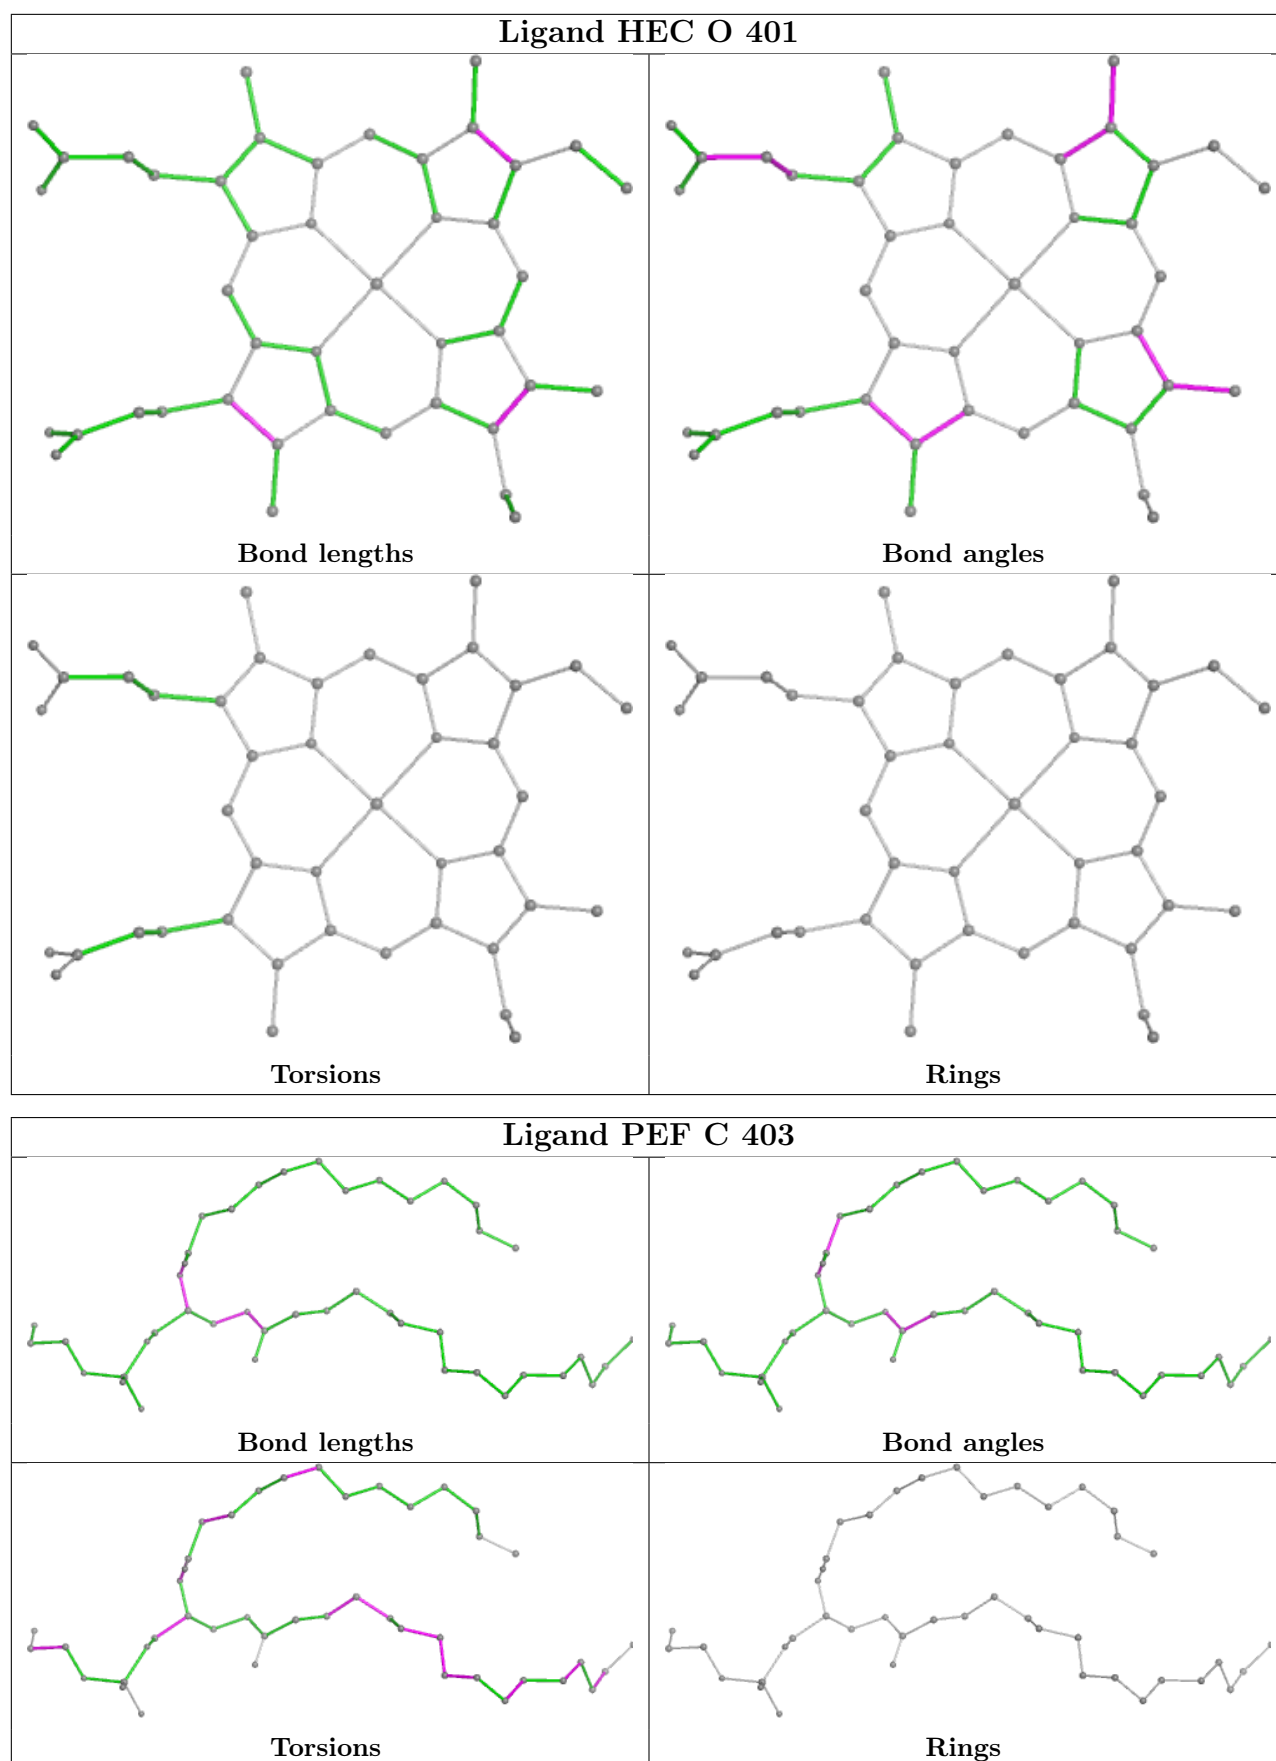 Ligand HEC O 401
Bond lengths
Bond angles
Torsions
Rings
Ligand PEF C 403
Bond lengths
Bond angles
Torsions
Rings